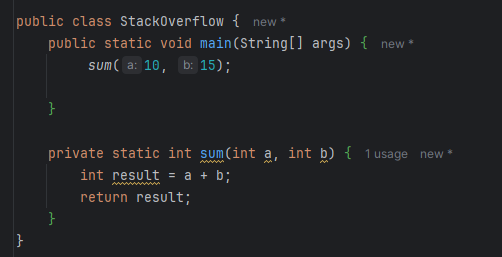 public class StackOverflow { new *
public static void main(String[] args) { new *
sum( a: 10, b: 15);
}
private static int sum(int a, int b) { 1 usage new *
int result = a + b;
return result;
}
}